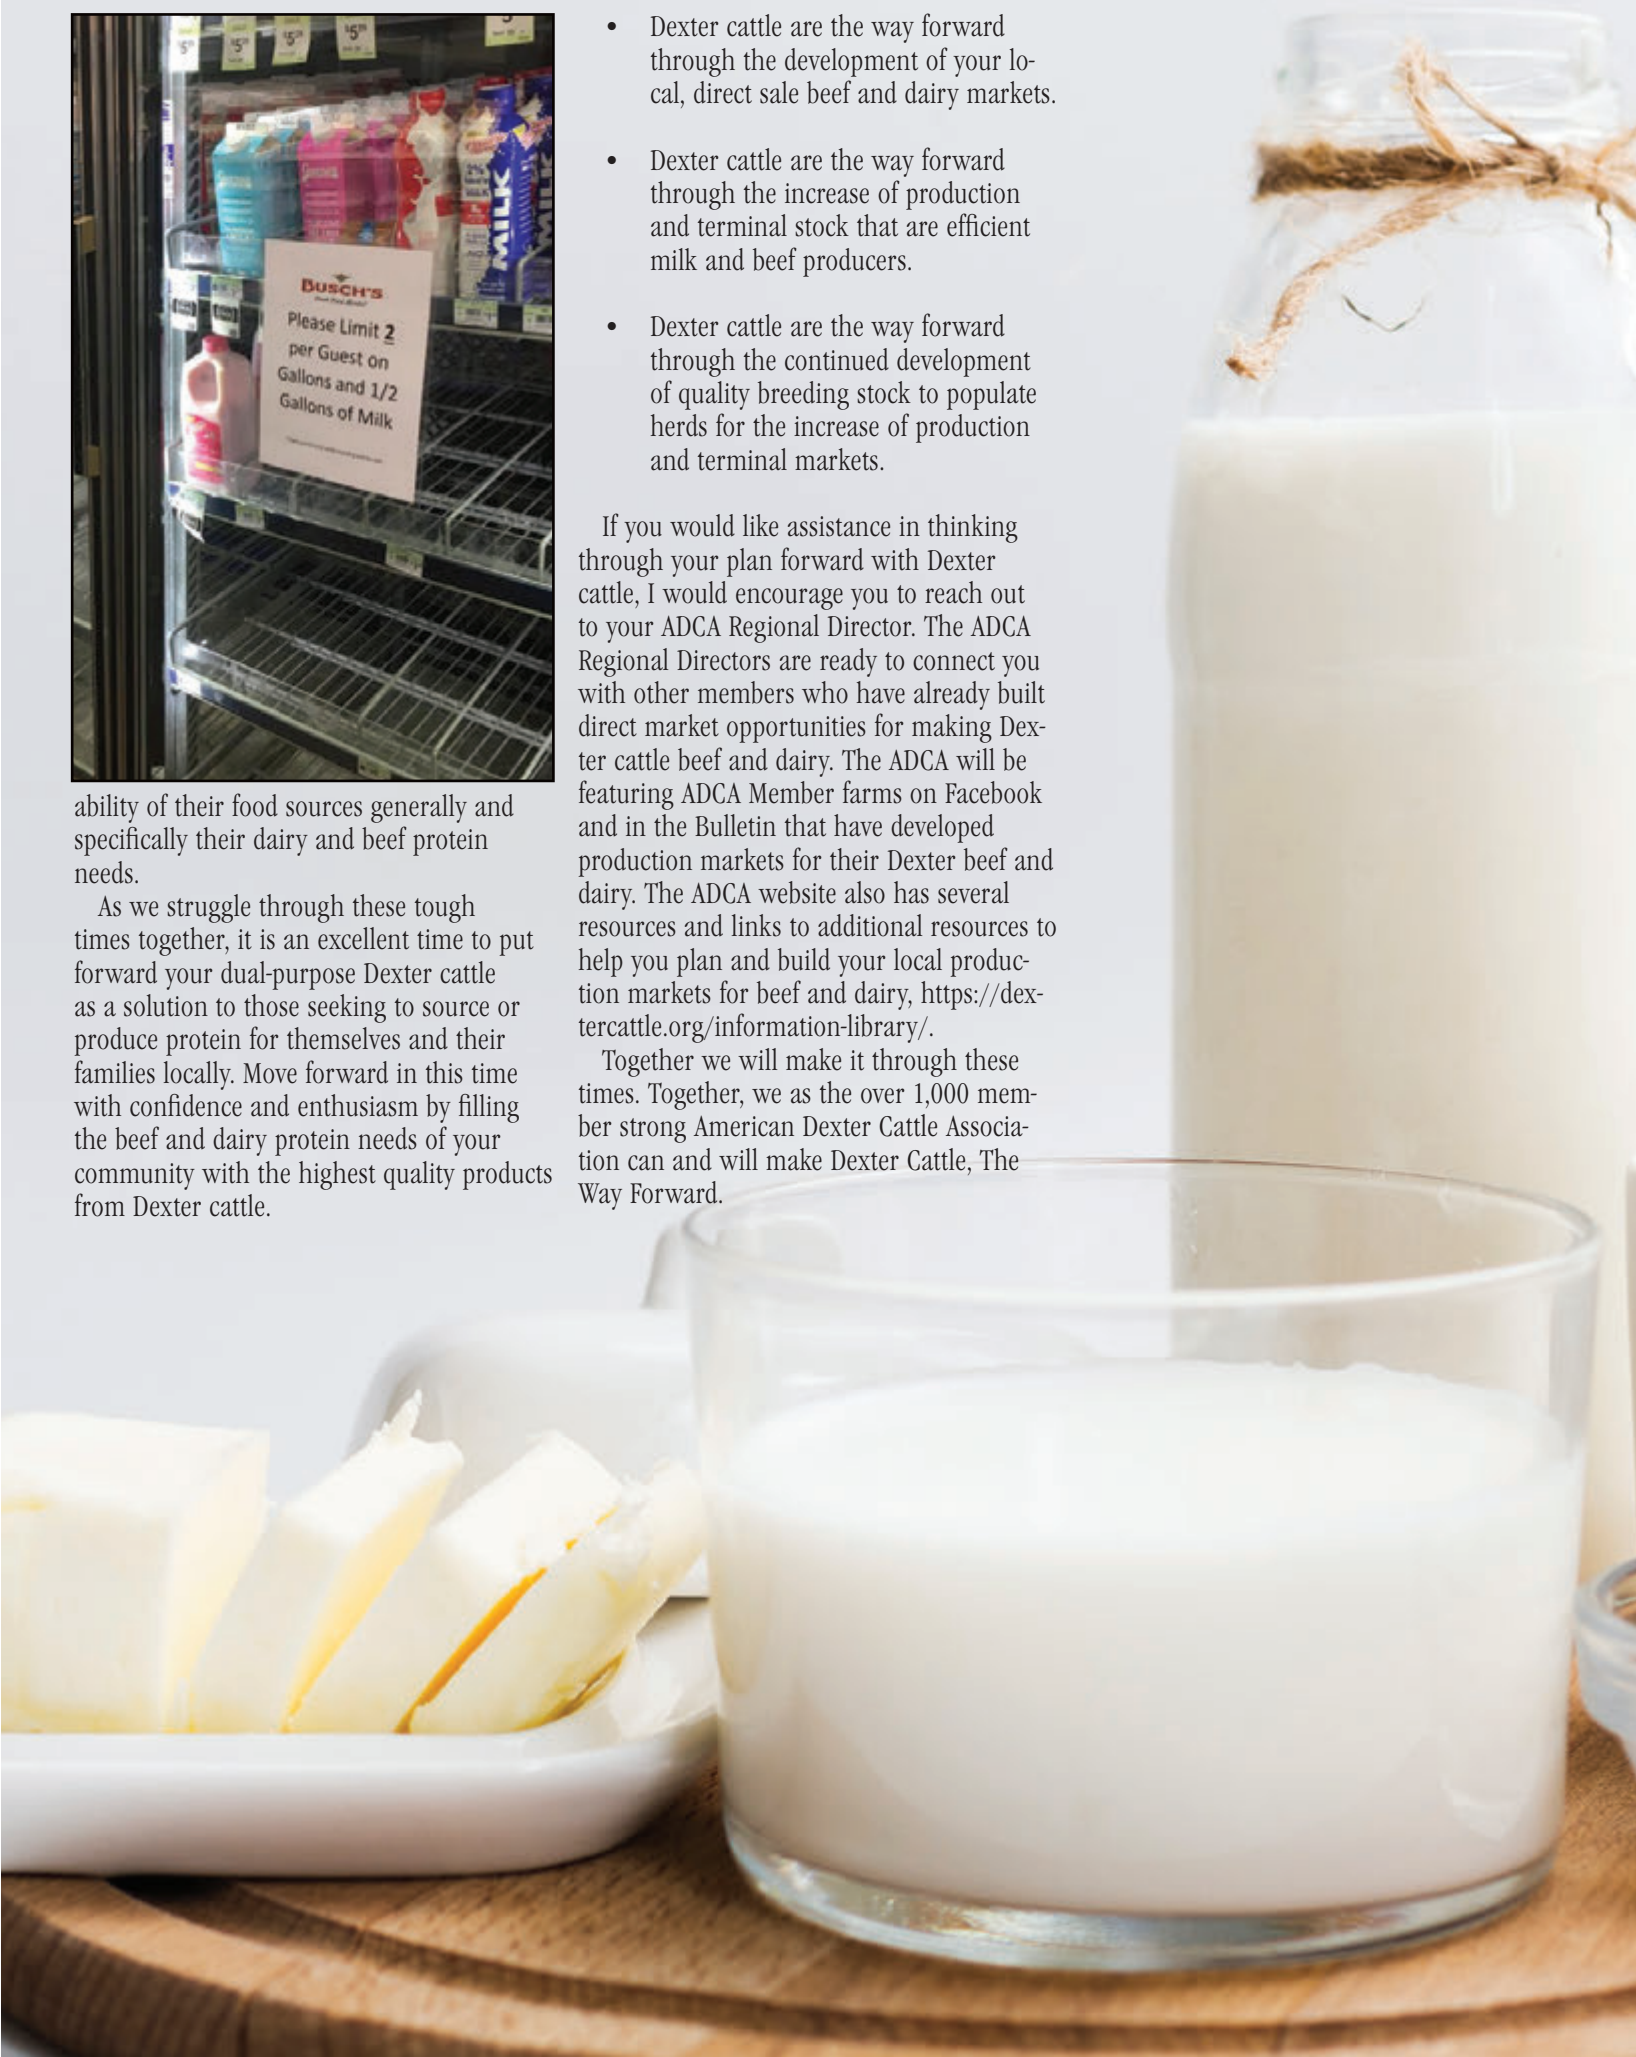 BUSCH'S
Please Limit 2
per Guest on
Gallons and 1/2
Gallons of Milk
MILK
ability of their food sources generally and
specifically their dairy and beef protein
needs.
As we struggle through these tough
times together, it is an excellent time to put
forward your dual-purpose Dexter cattle
as a solution to those seeking to source or
produce protein for themselves and their
families locally. Move forward in this time
with confidence and enthusiasm by filling
the beef and dairy protein needs of your
community with the highest quality products
from Dexter cattle.
• Dexter cattle are the way forward
through the development of your lo-
cal, direct sale beef and dairy markets.
• Dexter cattle are the way forward
through the increase of production
and terminal stock that are efficient
milk and beef producers.
• Dexter cattle are the way forward
through the continued development
of quality breeding stock to populate
herds for the increase of production
and terminal markets.
If you would like assistance in thinking
through your plan forward with Dexter
cattle, I would encourage you to reach out
to your ADCA Regional Director. The ADCA
Regional Directors are ready to connect you
with other members who have already built
direct market opportunities for making Dex-
ter cattle beef and dairy. The ADCA will be
featuring ADCA Member farms on Facebook
and in the Bulletin that have developed
production markets for their Dexter beef and
dairy. The ADCA website also has several
resources and links to additional resources to
help you plan and build your local produc-
tion markets for beef and dairy, https://dex-
tercattle.org/information-library/.
Together we will make it through these
times. Together, we as the over 1,000 mem-
ber strong American Dexter Cattle Associa-
tion can and will make Dexter Cattle, The
Way Forward.